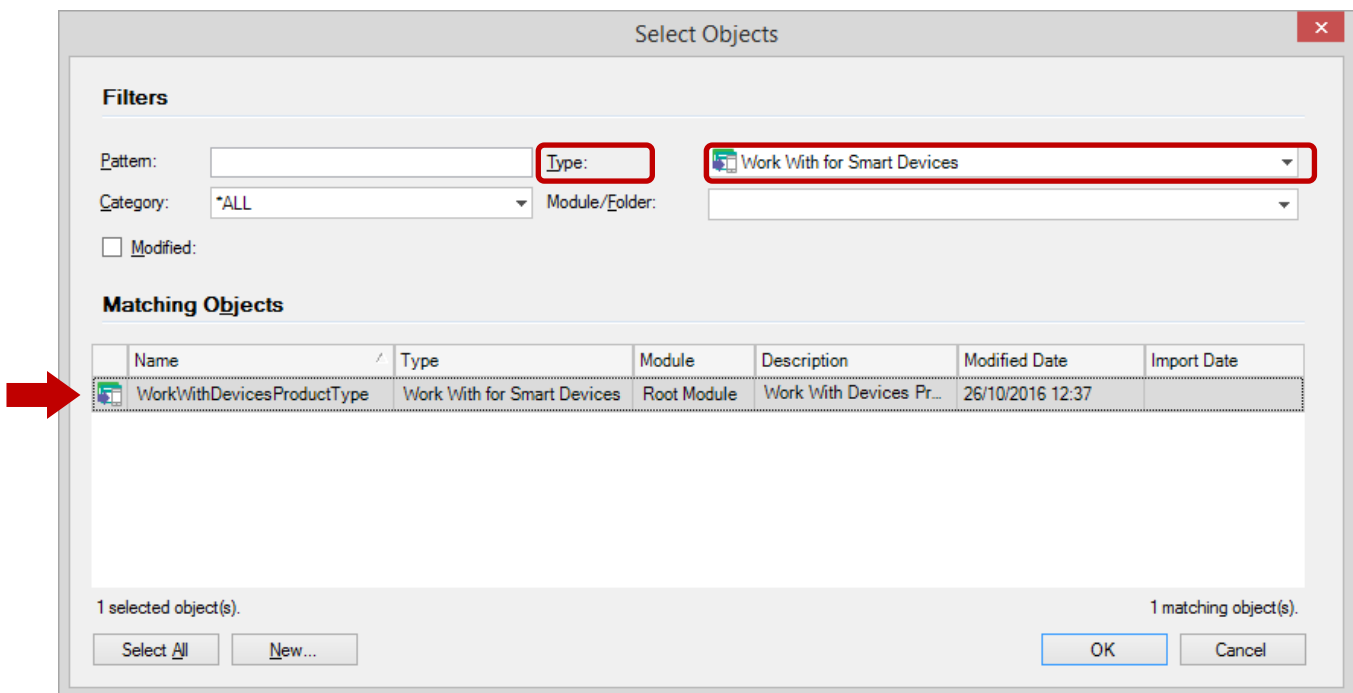 Select Objects
Filters
Pattern: Type: Work With for Smart Devices
Category: *ALL Module/Folder:
Modified:
Matching Objects
Name Type Module Description Modified Date Import Date
WorkWithDevicesProductType Work With for Smart Devices Root Module Work With Devices Pr... 26/10/2016 12:37
1 selected object(s). 1 matching object(s).
Select All New... OK Cancel